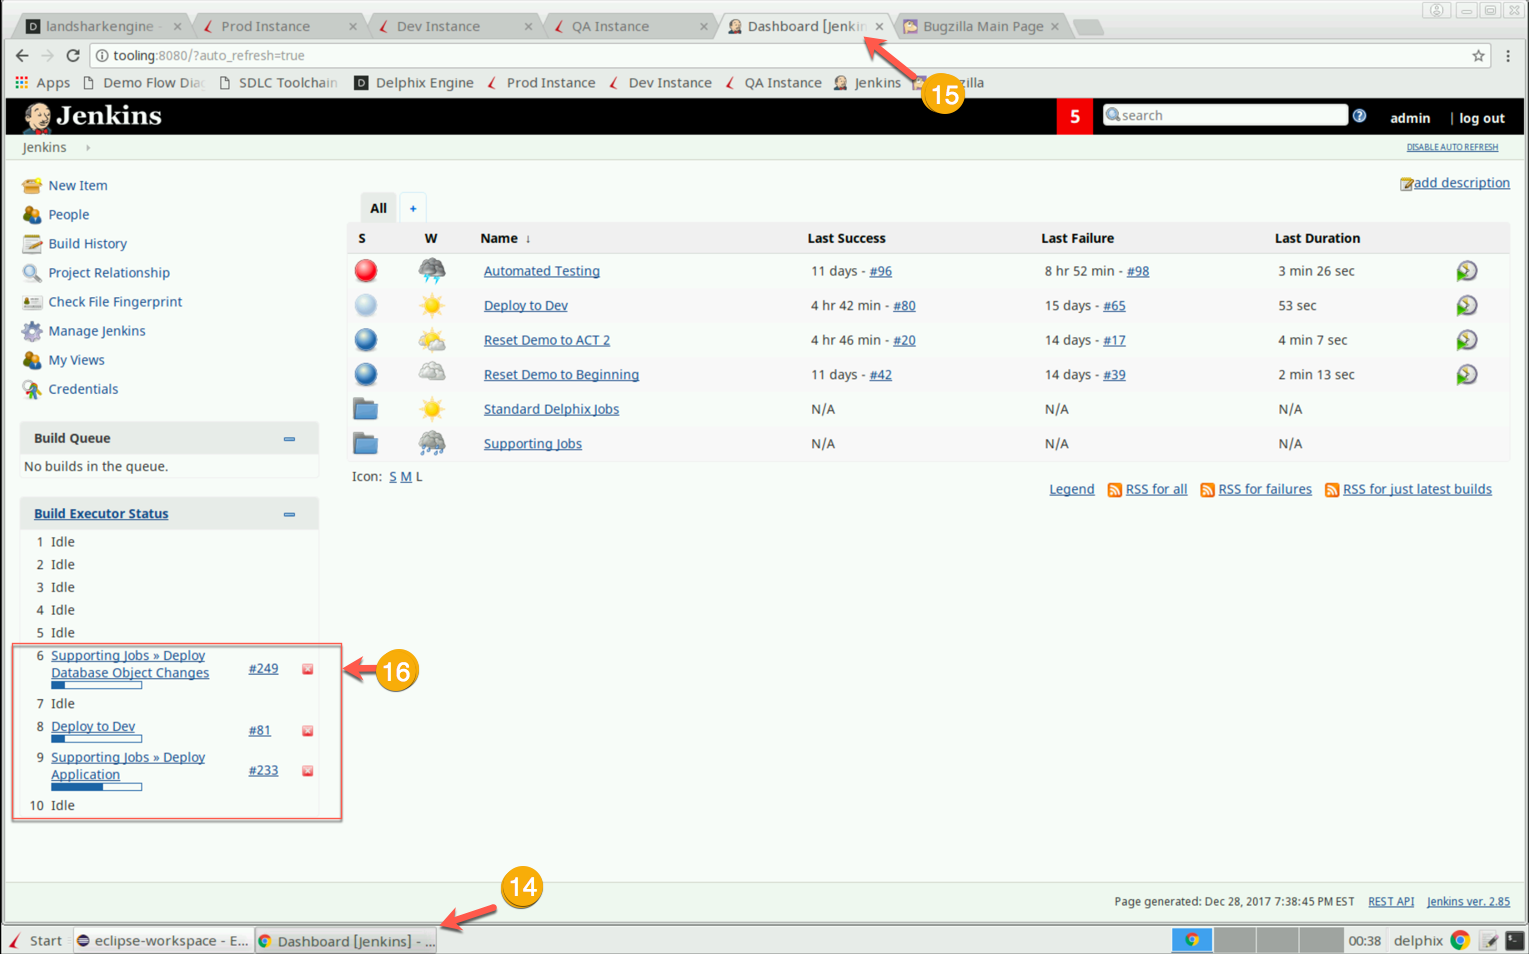 landsharkengine -
Prod Instance
Dev Instance
QA Instance
Dashboard [Jenkin
Bugzilla Main Page
tooling:8080/?auto_refresh=true
15
Apps
Demo Flow Diag
SDLC Toolchain
D Delphix Engine
Prod Instance
Dev Instance
QA Instance
Jenkins
zilla
Jenkins
5
search
admin
| log out
Jenkins
DISABLE AUTO REFRESH
add description
New Item
People
Build History
Project Relationship
Check File Fingerprint
Manage Jenkins
My Views
Credentials
All +
S W Name ↓ Last Success Last Failure Last Duration
Automated Testing 11 days - #96 8 hr 52 min - #98 3 min 26 sec
Deploy to Dev 4 hr 42 min - #80 15 days - #65 53 sec
Reset Demo to ACT 2 4 hr 46 min - #20 14 days - #17 4 min 7 sec
Reset Demo to Beginning 11 days - #42 14 days - #39 2 min 13 sec
Standard Delphix Jobs N/A N/A N/A
Supporting Jobs N/A N/A N/A
Icon: S M L
Legend RSS for all RSS for failures RSS for just latest builds
Build Queue
No builds in the queue.
Build Executor Status
1 Idle
2 Idle
3 Idle
4 Idle
5 Idle
6 Supporting Jobs » Deploy
Database Object Changes #249
7 Idle
8 Deploy to Dev #81
9 Supporting Jobs » Deploy
Application #233
10 Idle
16
14
Page generated: Dec 28, 2017 7:38:45 PM EST REST API Jenkins ver. 2.85
Start
eclipse-workspace - E...
Dashboard [Jenkins] - ...
00:38
delphix